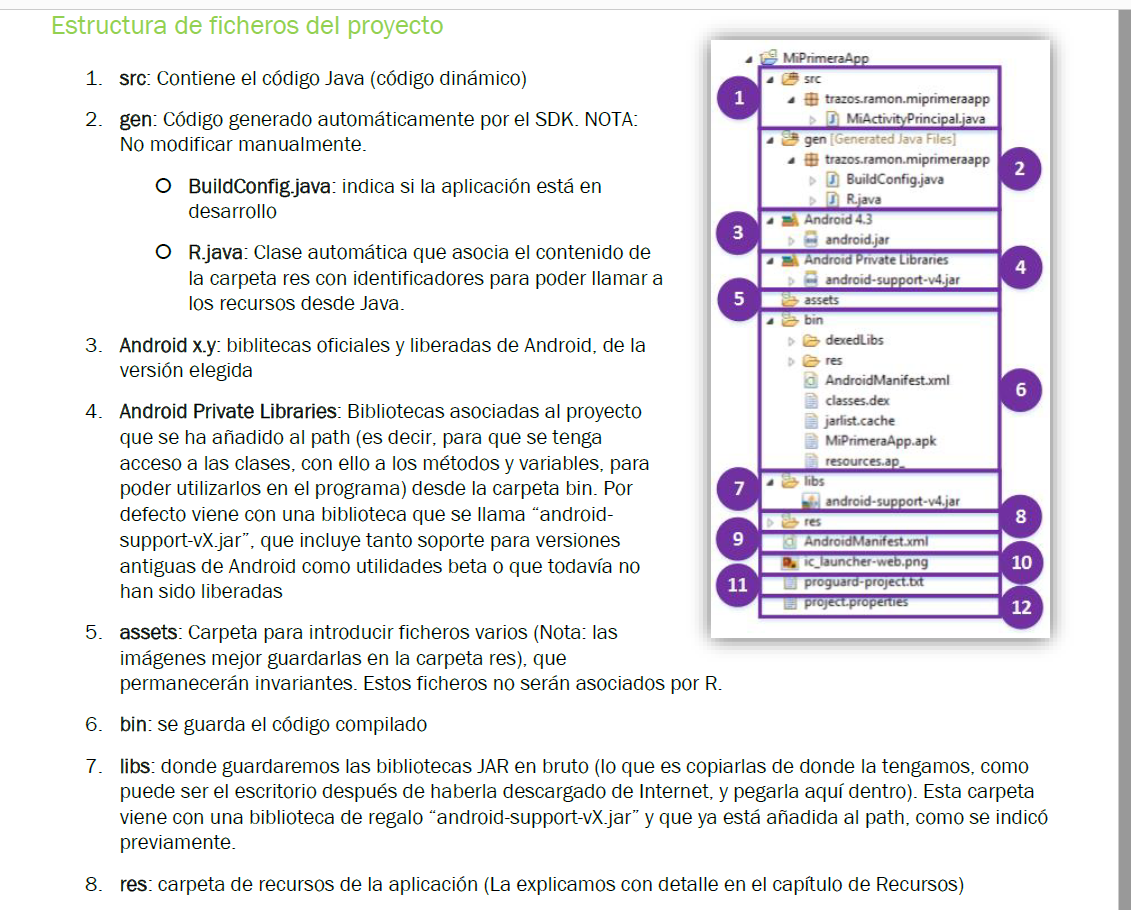 Estructura de ficheros del proyecto
1. src: Contiene el código Java (código dinámico)
2. gen: Código generado automáticamente por el SDK. NOTA:
No modificar manualmente.
O BuildConfig.java: indica si la aplicación está en
desarrollo
O R.java: Clase automática que asocia el contenido de
la carpeta res con identificadores para poder llamar a
los recursos desde Java.
3. Android x.y: biblitecas oficiales y liberadas de Android, de la
versión elegida
4. Android Private Libraries: Bibliotecas asociadas al proyecto
que se ha añadido al path (es decir, para que se tenga
acceso a las clases, con ello a los métodos y variables, para
poder utilizarlos en el programa) desde la carpeta bin. Por
defecto viene con una biblioteca que se llama “android-
support-vX.jar”, que incluye tanto soporte para versiones
antiguas de Android como utilidades beta o que todavía no
han sido liberadas
5. assets: Carpeta para introducir ficheros varios (Nota: las
imágenes mejor guardarlas en la carpeta res), que
permanecerán invariantes. Estos ficheros no serán asociados por R.
6. bin: se guarda el código compilado
7. libs: donde guardaremos las bibliotecas JAR en bruto (lo que es copiarlas de donde la tengamos, como
puede ser el escritorio después de haberla descargado de Internet, y pegarla aquí dentro). Esta carpeta
viene con una biblioteca de regalo “android-support-vX.jar” y que ya está añadida al path, como se indicó
previamente.
8. res: carpeta de recursos de la aplicación (La explicamos con detalle en el capítulo de Recursos)
MiPrimeraApp
1
src
trazos.ramon.miprimeraapp
MiActivityPrincipal.java
2
gen [Generated Java Files]
trazos.ramon.miprimeraapp
BuildConfig.java
R.java
3
Android 4.3
android.jar
4
Android Private Libraries
android-support-v4.jar
5
assets
6
bin
dexedLibs
res
AndroidManifest.xml
classes.dex
jarlist.cache
MiPrimeraApp.apk
resources.ap_
7
libs
android-support-v4.jar
8
res
9
AndroidManifest.xml
10
ic_launcher-web.png
11
proguard-project.txt
12
project.properties